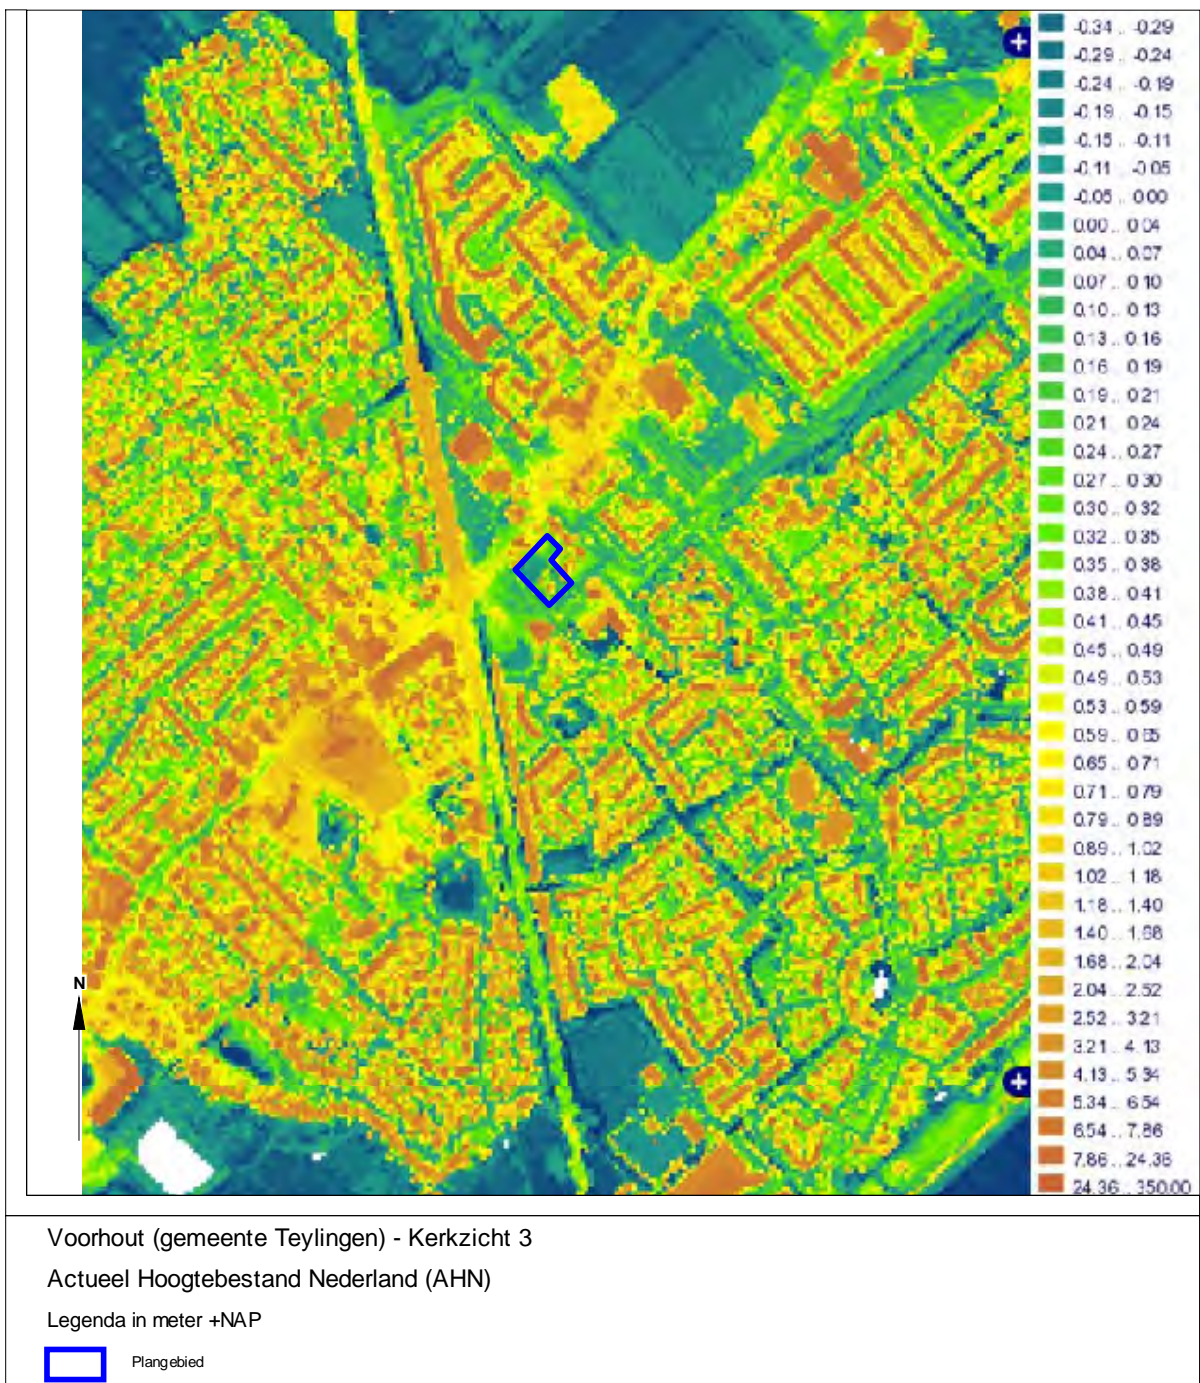 -0.34 .. -0.29
-0.29 .. -0.24
-0.24 .. -0.19
-0.19 .. -0.15
-0.15 .. -0.11
-0.11 .. -0.05
-0.05 .. 0.00
0.00 .. 0.04
0.04 .. 0.07
0.07 .. 0.10
0.10 .. 0.13
0.13 .. 0.16
0.16 .. 0.19
0.19 .. 0.21
0.21 .. 0.24
0.24 .. 0.27
0.27 .. 0.30
0.30 .. 0.32
0.32 .. 0.35
0.35 .. 0.38
0.38 .. 0.41
0.41 .. 0.45
0.45 .. 0.49
0.49 .. 0.53
0.53 .. 0.59
0.59 .. 0.65
0.65 .. 0.71
0.71 .. 0.79
0.79 .. 0.89
0.89 .. 1.02
1.02 .. 1.18
1.18 .. 1.40
1.40 .. 1.68
1.68 .. 2.04
2.04 .. 2.52
2.52 .. 3.21
3.21 .. 4.13
4.13 .. 5.34
5.34 .. 6.54
6.54 .. 7.86
7.86 .. 24.36
24.36 .. 350.00
N
Voorhout (gemeente Teylingen) - Kerkzicht 3
Actueel Hoogtebestand Nederland (AHN)
Legenda in meter +NAP
Plangebied